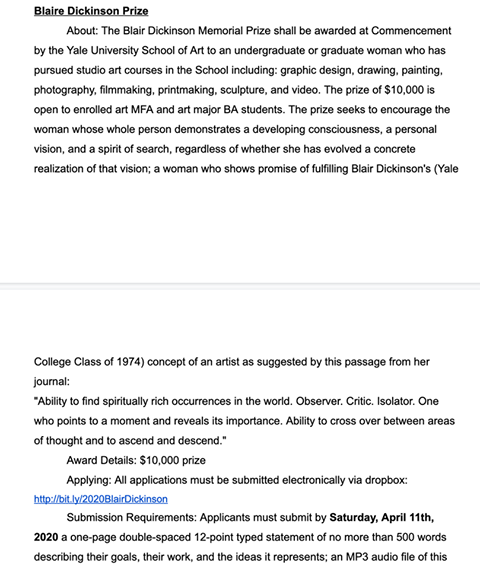 Blaire Dickinson Prize
About: The Blair Dickinson Memorial Prize shall be awarded at Commencement
by the Yale University School of Art to an undergraduate or graduate woman who has
pursued studio art courses in the School including: graphic design, drawing, painting,
photography, filmmaking, printmaking, sculpture, and video. The prize of $10,000 is
open to enrolled art MFA and art major BA students. The prize seeks to encourage the
woman whose whole person demonstrates a developing consciousness, a personal
vision, and a spirit of search, regardless of whether she has evolved a concrete
realization of that vision; a woman who shows promise of fulfilling Blair Dickinson's (Yale
College Class of 1974) concept of an artist as suggested by this passage from her
journal:
"Ability to find spiritually rich occurrences in the world. Observer. Critic. Isolator. One
who points to a moment and reveals its importance. Ability to cross over between areas
of thought and to ascend and descend."
Award Details: $10,000 prize
Applying: All applications must be submitted electronically via dropbox:
http://bit.ly/2020BlairDickinson
Submission Requirements: Applicants must submit by Saturday, April 11th,
2020 a one-page double-spaced 12-point typed statement of no more than 500 words
describing their goals, their work, and the ideas it represents; an MP3 audio file of this